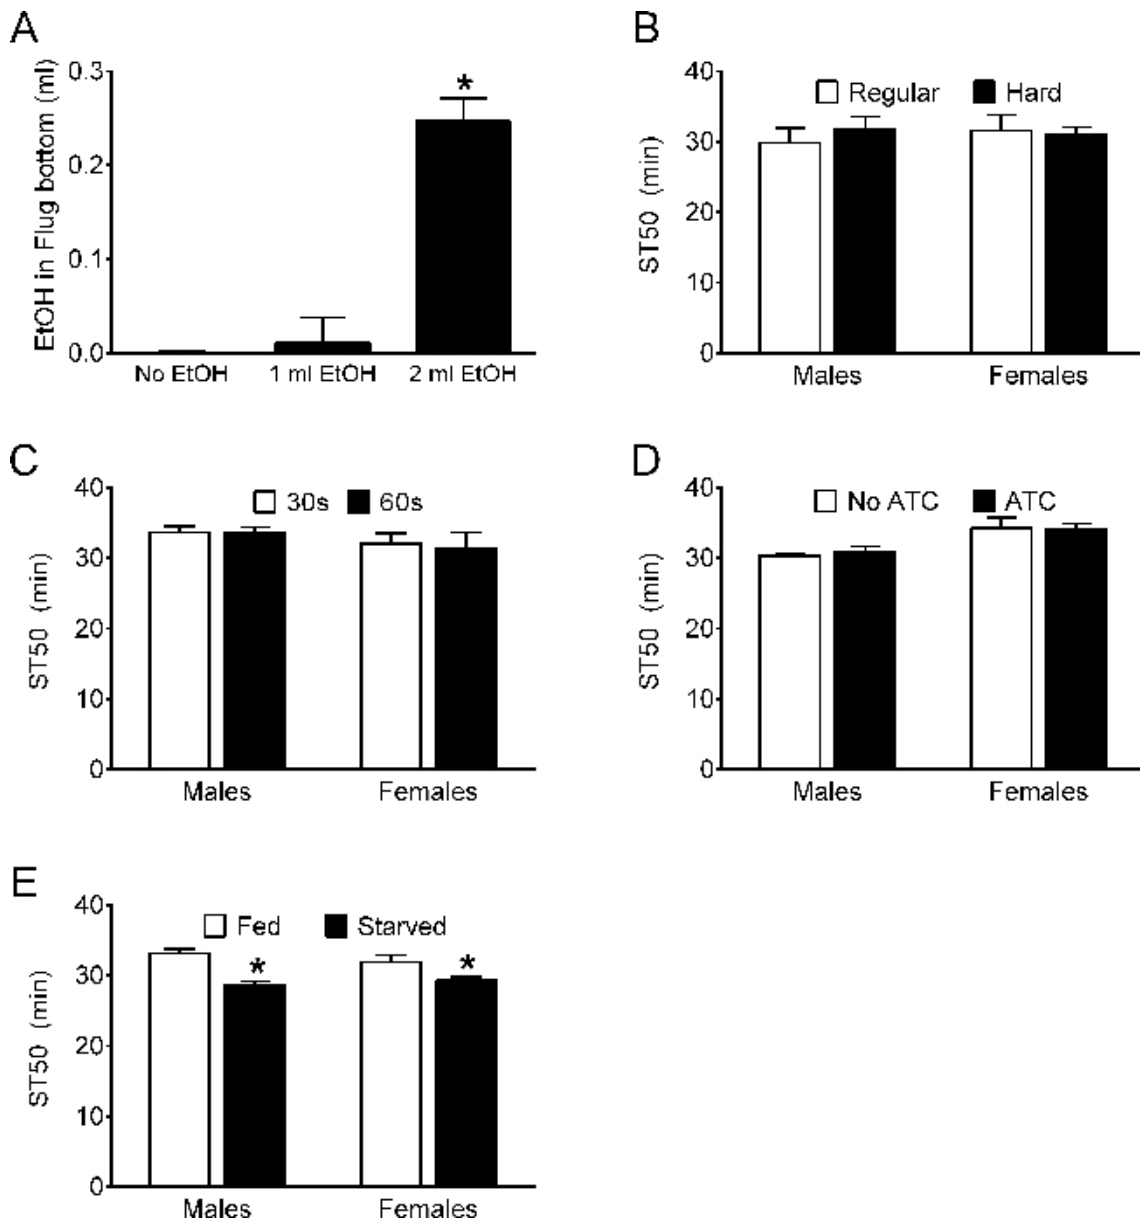 A
EtOH in Flug bottom (ml)
0.3
0.2
0.1
0.0
*
No EtOH 1 ml EtOH 2 ml EtOH
B
ST50 (min)
40
30
20
10
0
Regular Hard
Males Females
C
ST50 (min)
40
30
20
10
0
30s 60s
Males Females
D
ST50 (min)
40
30
20
10
0
No ATC ATC
Males Females
E
ST50 (min)
40
30
20
10
0
Fed Starved
* *
Males Females